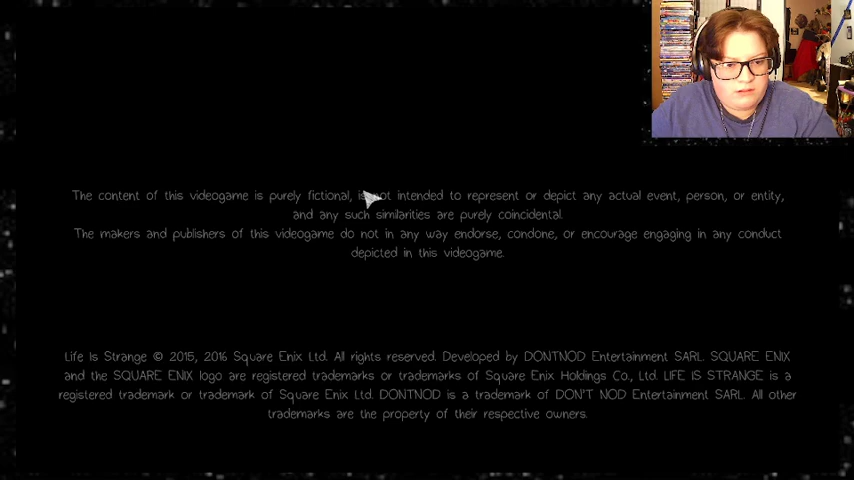 The content of this videogame is purely fictional, is not intended to represent or depict any actual event, person, or entity,
and any such similarities are purely coincidental.
The makers and publishers of this videogame do not in any way endorse, condone, or encourage engaging in any conduct
depicted in this videogame.
Life Is Strange © 2015, 2016 Square Enix Ltd. All rights reserved. Developed by DONTNOD Entertainment SARL. SQUARE ENIX
and the SQUARE ENIX logo are registered trademarks or trademarks of Square Enix Holdings Co., Ltd. LIFE IS STRANGE is a
registered trademark or trademark of Square Enix Ltd. DONTNOD is a trademark of DON'T NOD Entertainment SARL. All other
trademarks are the property of their respective owners.